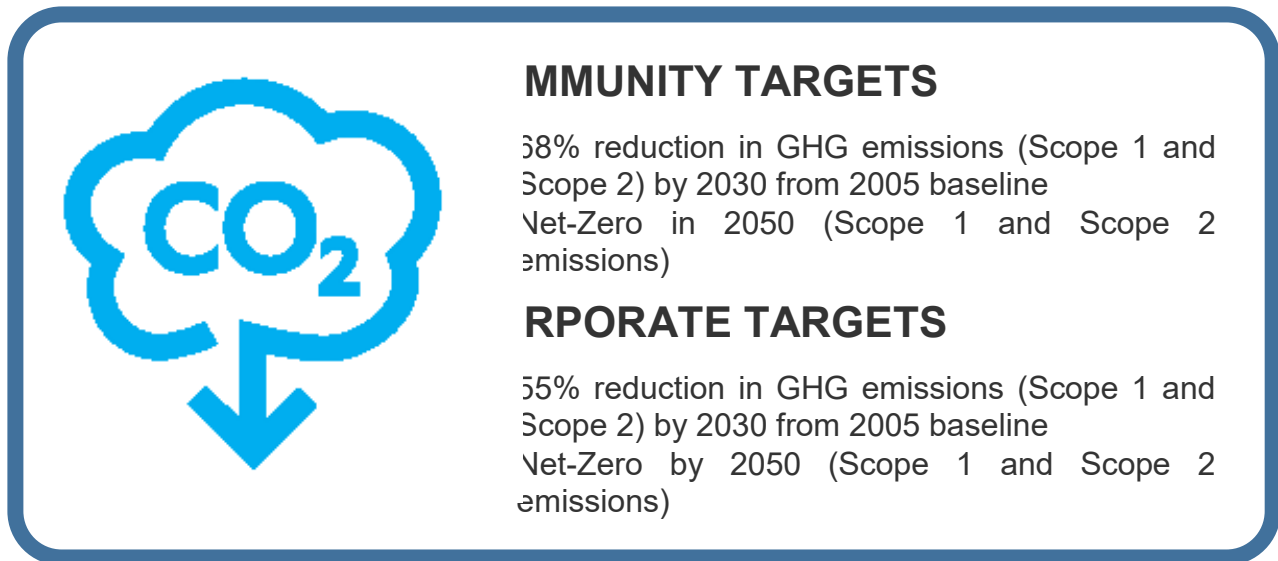 MMUNITY TARGETS
reduction in GHG emissions (Scope 1 and
Scope 2) by 2030 from 2005 baseline
Net-Zero in 2050 (Scope 1 and Scope 2
emissions)
RPORATE TARGETS
55% reduction in GHG emissions (Scope 1 and
Scope 2) by 2030 from 2005 baseline
Net-Zero by 2050 (Scope 1 and Scope 2
emissions)
CO₂